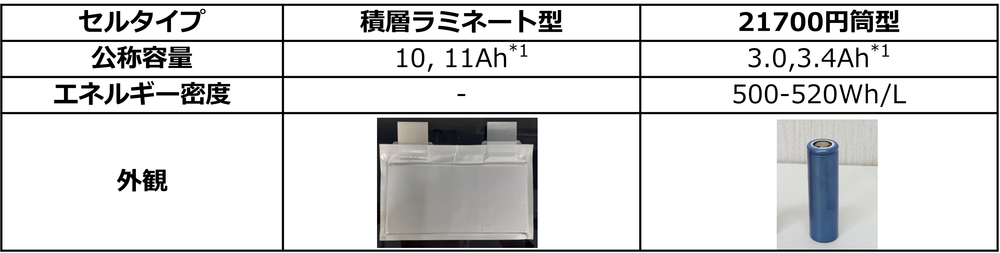 セルタイプ 積層ラミネート型 21700円筒型
公称容量 10, 11Ah*1 3.0,3.4Ah*1
エネルギー密度 - 500-520Wh/L
外観